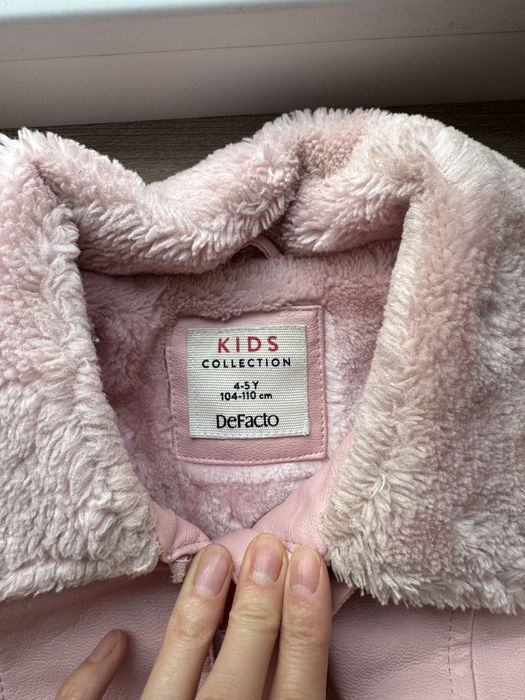 KIDS
COLLECTION
4-5 Y
104-110 cm
DeFacto